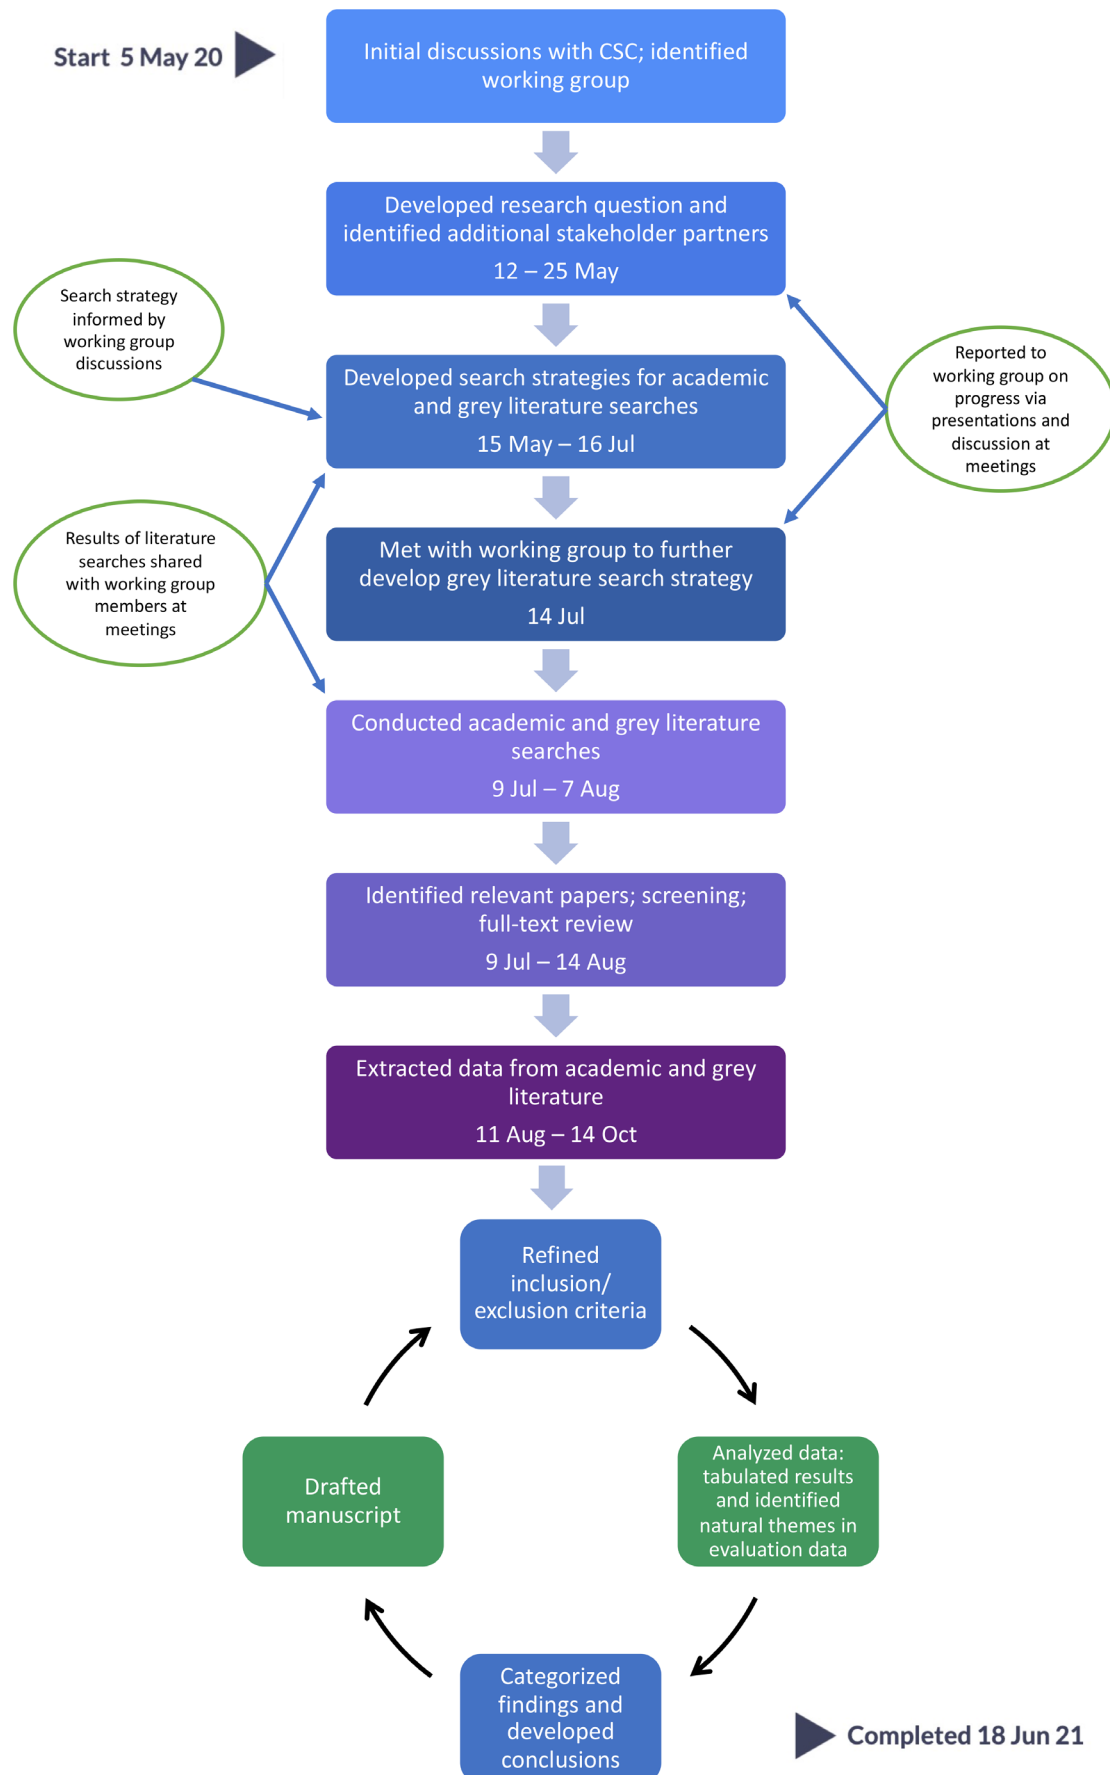 Start 5 May 20
Initial discussions with CSC; identified
working group
Developed research question and
identified additional stakeholder partners
12 – 25 May
Search strategy
informed by
working group
discussions
Reported to
working group on
progress via
presentations and
discussion at
meetings
Developed search strategies for academic
and grey literature searches
15 May – 16 Jul
Results of literature
searches shared
with working group
members at
meetings
Met with working group to further
develop grey literature search strategy
14 Jul
Conducted academic and grey literature
searches
9 Jul – 7 Aug
Identified relevant papers; screening;
full-text review
9 Jul – 14 Aug
Extracted data from academic and grey
literature
11 Aug – 14 Oct
Refined
inclusion/
exclusion criteria
Analyzed data:
tabulated results
and identified
natural themes in
evaluation data
Drafted
manuscript
Categorized
findings and
developed
conclusions
Completed 18 Jun 21